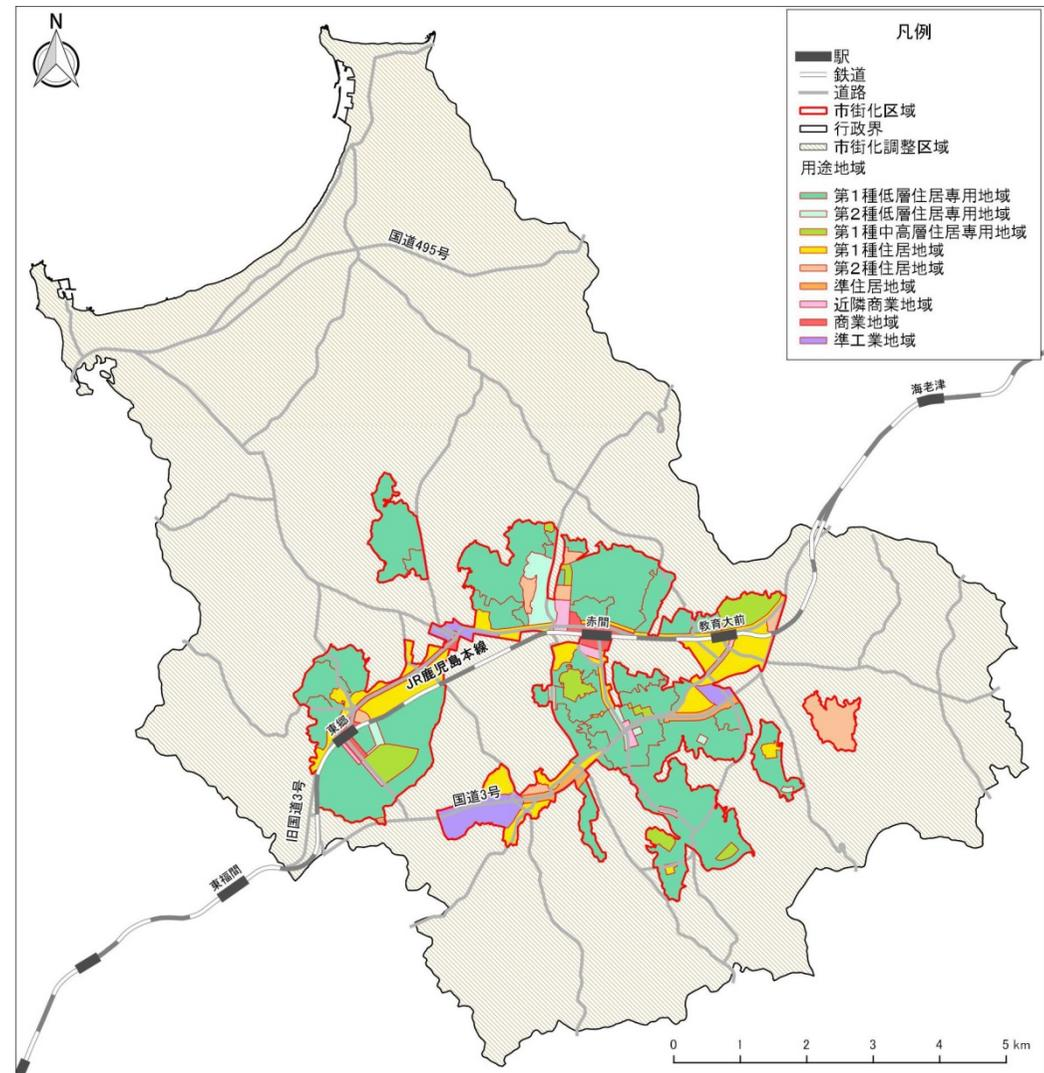 N
凡例
駅
鉄道
道路
市街化区域
行政界
市街化調整区域
用途地域
第1種低層住居専用地域
第2種低層住居専用地域
第1種中高層住居専用地域
第1種住居地域
第2種住居地域
準住居地域
近隣商業地域
商業地域
準工業地域
国道495号
海老津
赤間
教育大前
JR鹿児島本線
東郷
国道3号
旧国道3号
東福間
0 1 2 3 4 5 km